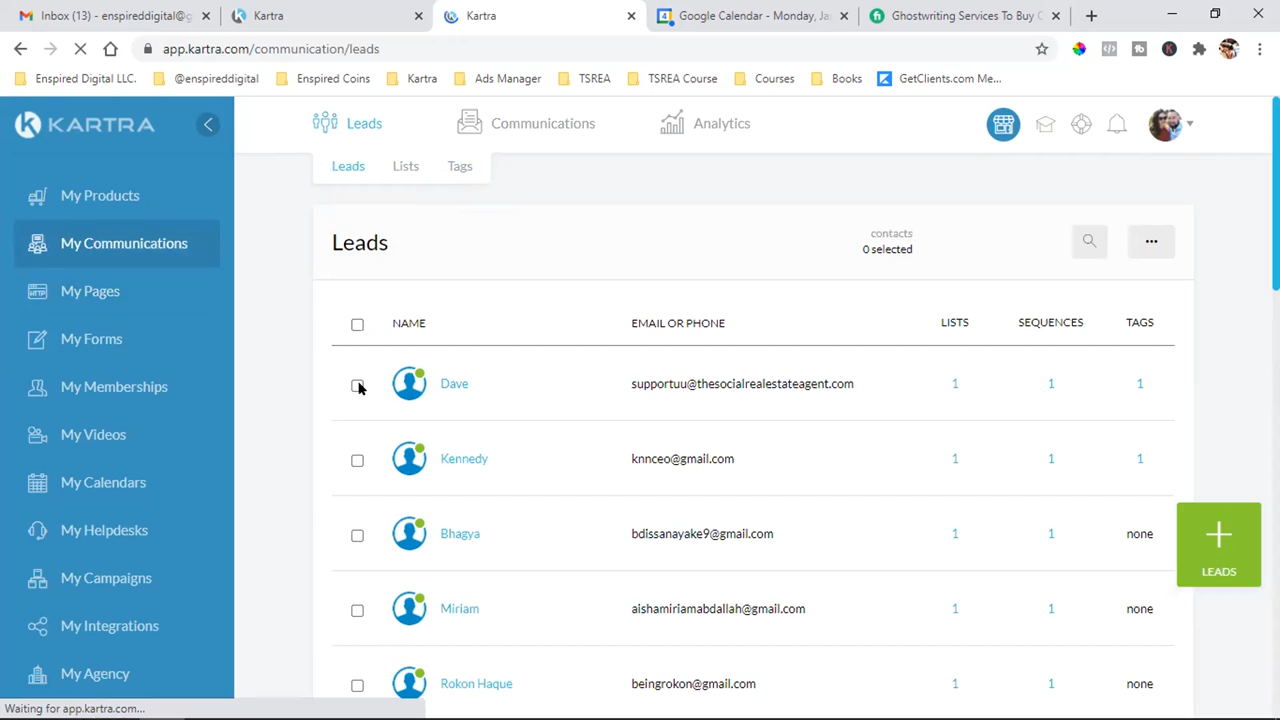 Inbox (13) - enspireddigital@g
Kartra
Kartra
Google Calendar - Monday, Ja
Ghostwriting Services To Buy C
app.kartra.com/communication/leads
Enspired Digital LLC.
@enspireddigital
Enspired Coins
Kartra
Ads Manager
TSREA
TSREA Course
Courses
Books
GetClients.com Me...
KARTRA
Leads
Communications
Analytics
Leads
Lists
Tags
My Products
My Communications
My Pages
My Forms
My Memberships
My Videos
My Calendars
My Helpdesks
My Campaigns
My Integrations
My Agency
Leads
contacts
0 selected
NAME EMAIL OR PHONE LISTS SEQUENCES TAGS
Dave supportuu@thesocialrealestateagent.com 1 1 1
Kennedy knnceo@gmail.com 1 1 1
Bhagya bdissanayake9@gmail.com 1 1 none
Miriam aishamiriamabdallah@gmail.com 1 1 none
Rokon Haque beingrokon@gmail.com 1 1 none
LEADS
Waiting for app.kartra.com...